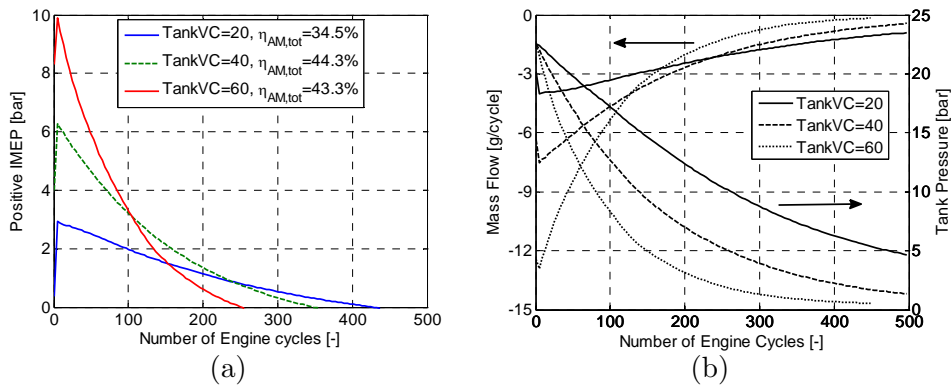 10
8
6
4
2
0
0
100
200
300
400
500
Positive IMEP [bar]
Number of Engine cycles [-]
TankVC=20, ηAM,tot=34.5%
TankVC=40, ηAM,tot=44.3%
TankVC=60, ηAM,tot=43.3%
(a)
0
-3
-6
-9
-12
-15
0
100
200
300
400
500
25
20
15
10
5
0
Mass Flow [g/cycle]
Tank Pressure [bar]
Number of Engine Cycles [-]
TankVC=20
TankVC=40
TankVC=60
(b)